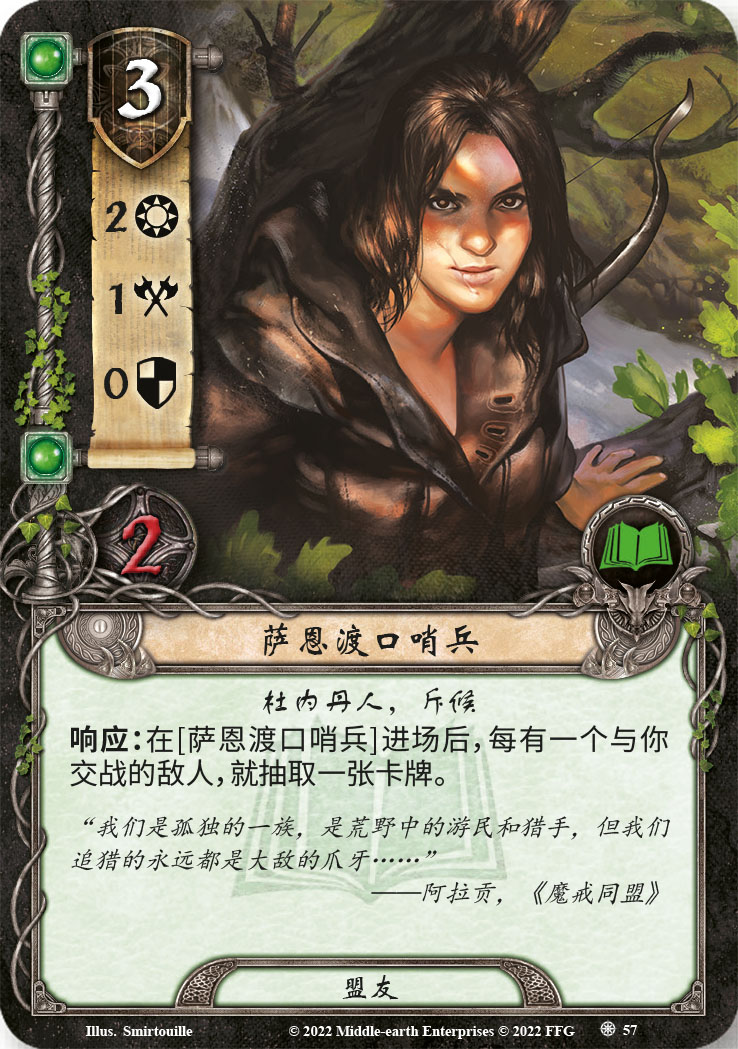 3
2
1
0
2
萨恩渡口哨兵
杜内丹人，斥候
响应：在[萨恩渡口哨兵]进场后，每有一个与你
交战的敌人，就抽取一张卡牌。
“我们是孤独的一族，是荒野中的游民和猎手，但我们
追猎的永远都是大敌的爪牙……”
——阿拉贡，《魔戒同盟》
盟友
Illus. Smirtouille © 2022 Middle-earth Enterprises © 2022 FFG 57